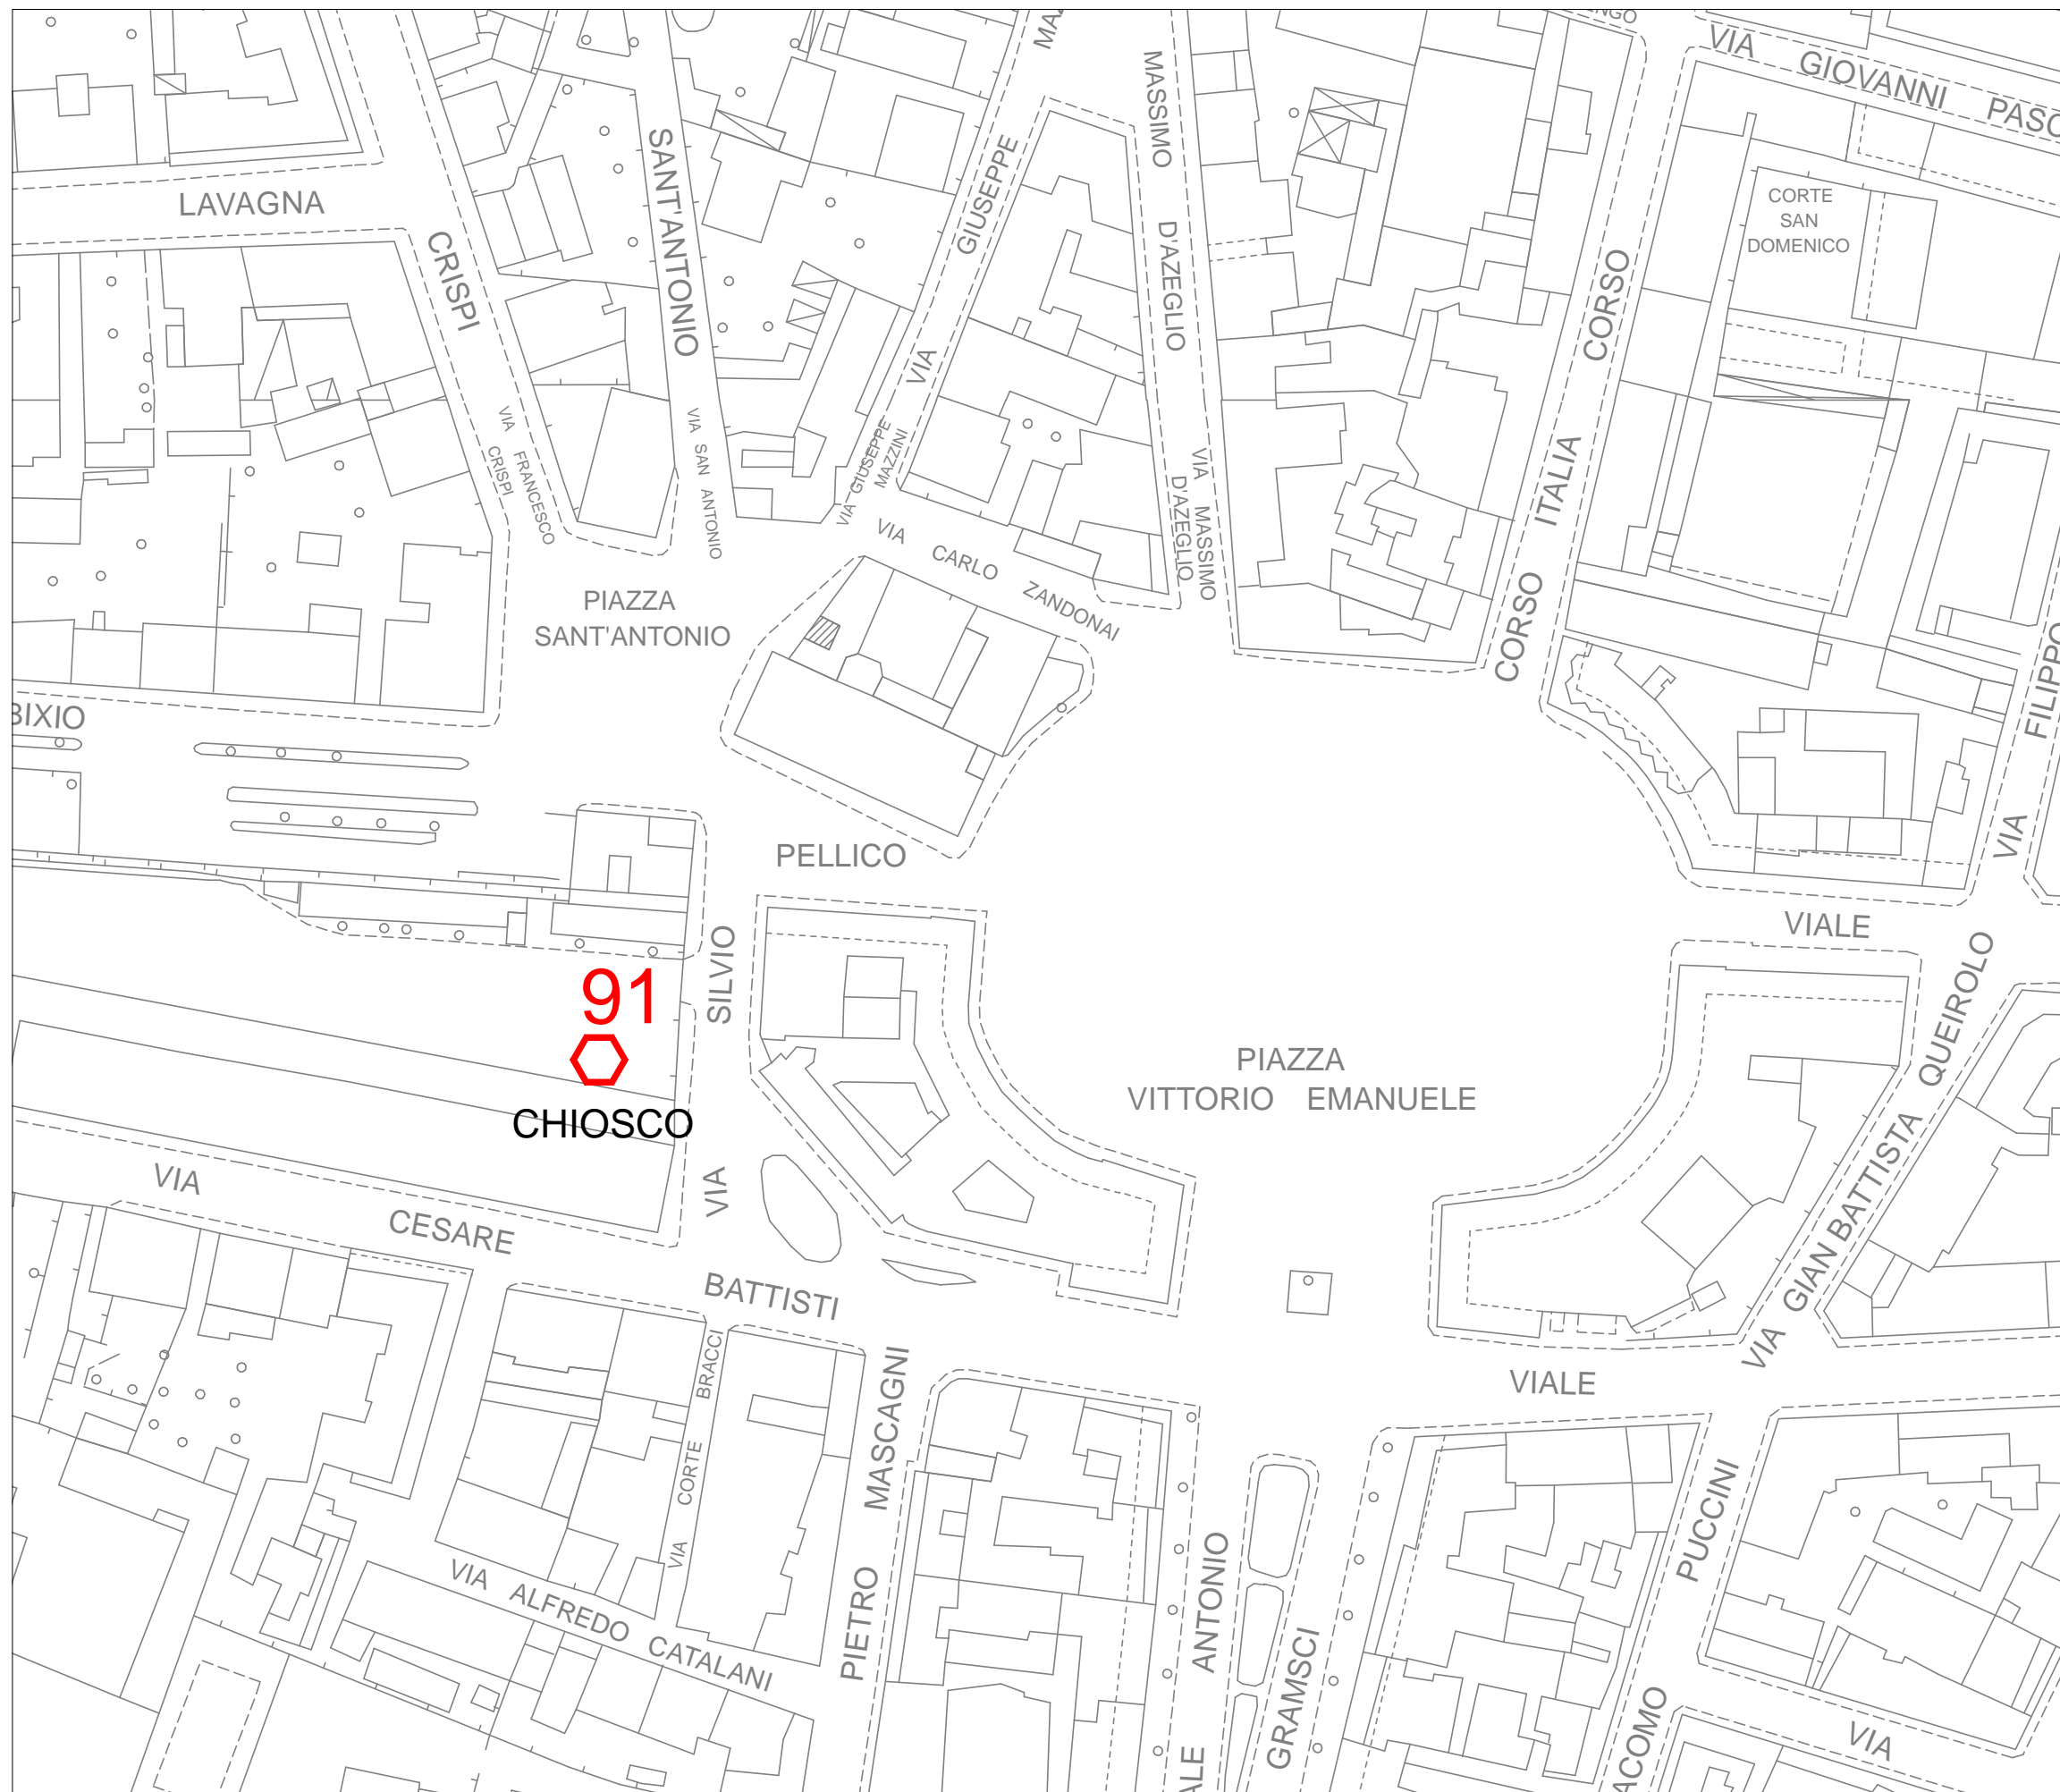 VIA
GIOVANNI PASC
LAVAGNA
CRISPI
SANT'ANTONIO
VIA GIUSEPPE
MASSIMO D'AZEGLIO
CORSO ITALIA CORSO
CORTE
SAN
DOMENICO
VIA FRANCESCO
CRISPI
VIA SAN ANTONIO
VIA GIUSEPPE
MAZZINI
VIA MASSIMO
D'AZEGLIO
VIA CARLO ZANDONAI
CORSO
PIAZZA
SANT'ANTONIO
BIXIO
VIA FILIPPO
PELLICO
VIALE
VIA SILVIO
91
CHIOSCO
PIAZZA
VITTORIO EMANUELE
VIA GIAN BATTISTA QUEIROLO
VIA CESARE BATTISTI
VIALE
VIA CORTE BRACCI
PIETRO MASCAGNI
VIA ALFREDO CATALANI
ALE ANTONIO
GRAMSCI
ACOMO PUCCINI
VIA